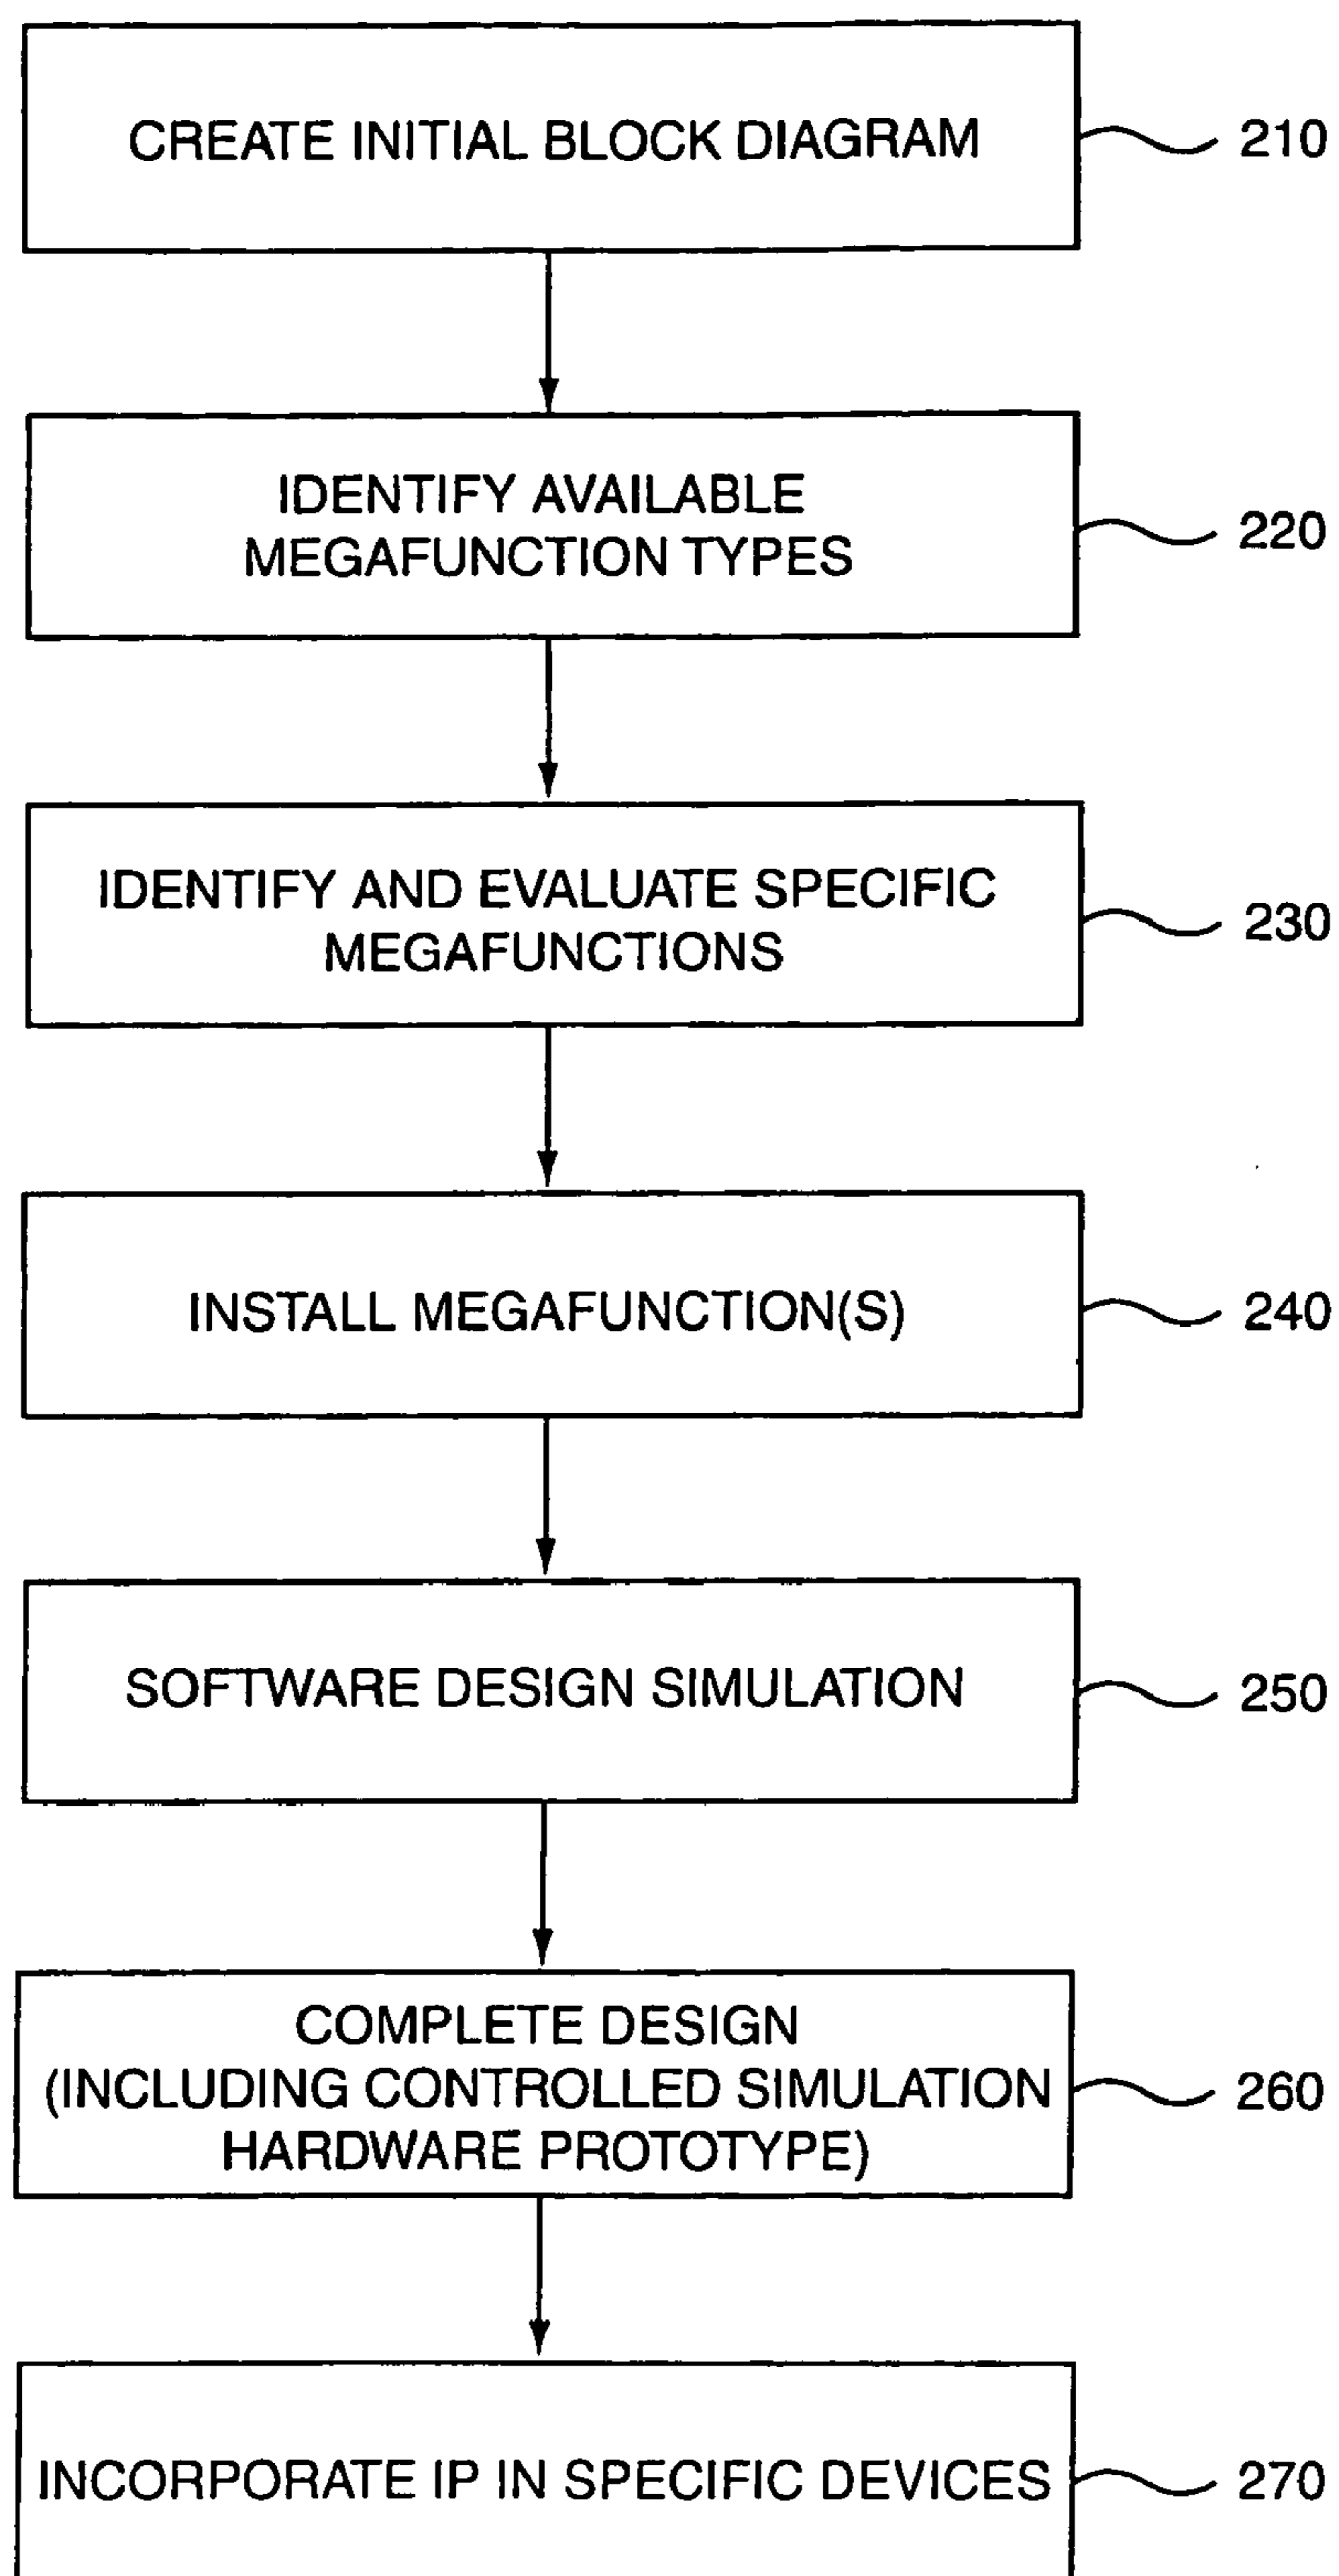 CREATE INITIAL BLOCK DIAGRAM
210
IDENTIFY AVAILABLE
MEGAFUNCTION TYPES
220
IDENTIFY AND EVALUATE SPECIFIC
MEGAFUNCTIONS
230
INSTALL MEGAFUNCTION(S)
240
SOFTWARE DESIGN SIMULATION
250
COMPLETE DESIGN
(INCLUDING CONTROLLED SIMULATION
HARDWARE PROTOTYPE)
260
INCORPORATE IP IN SPECIFIC DEVICES
270